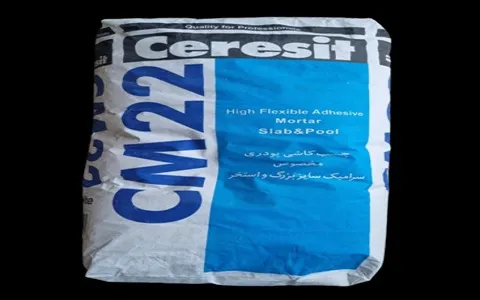 Quality for Professionals
Ceresit
CM22
High Flexible Adhesive
Mortar
Slab&Pool
چسب کاشی پودری
مخصوص
سرامیک سایز بزرگ و استخر